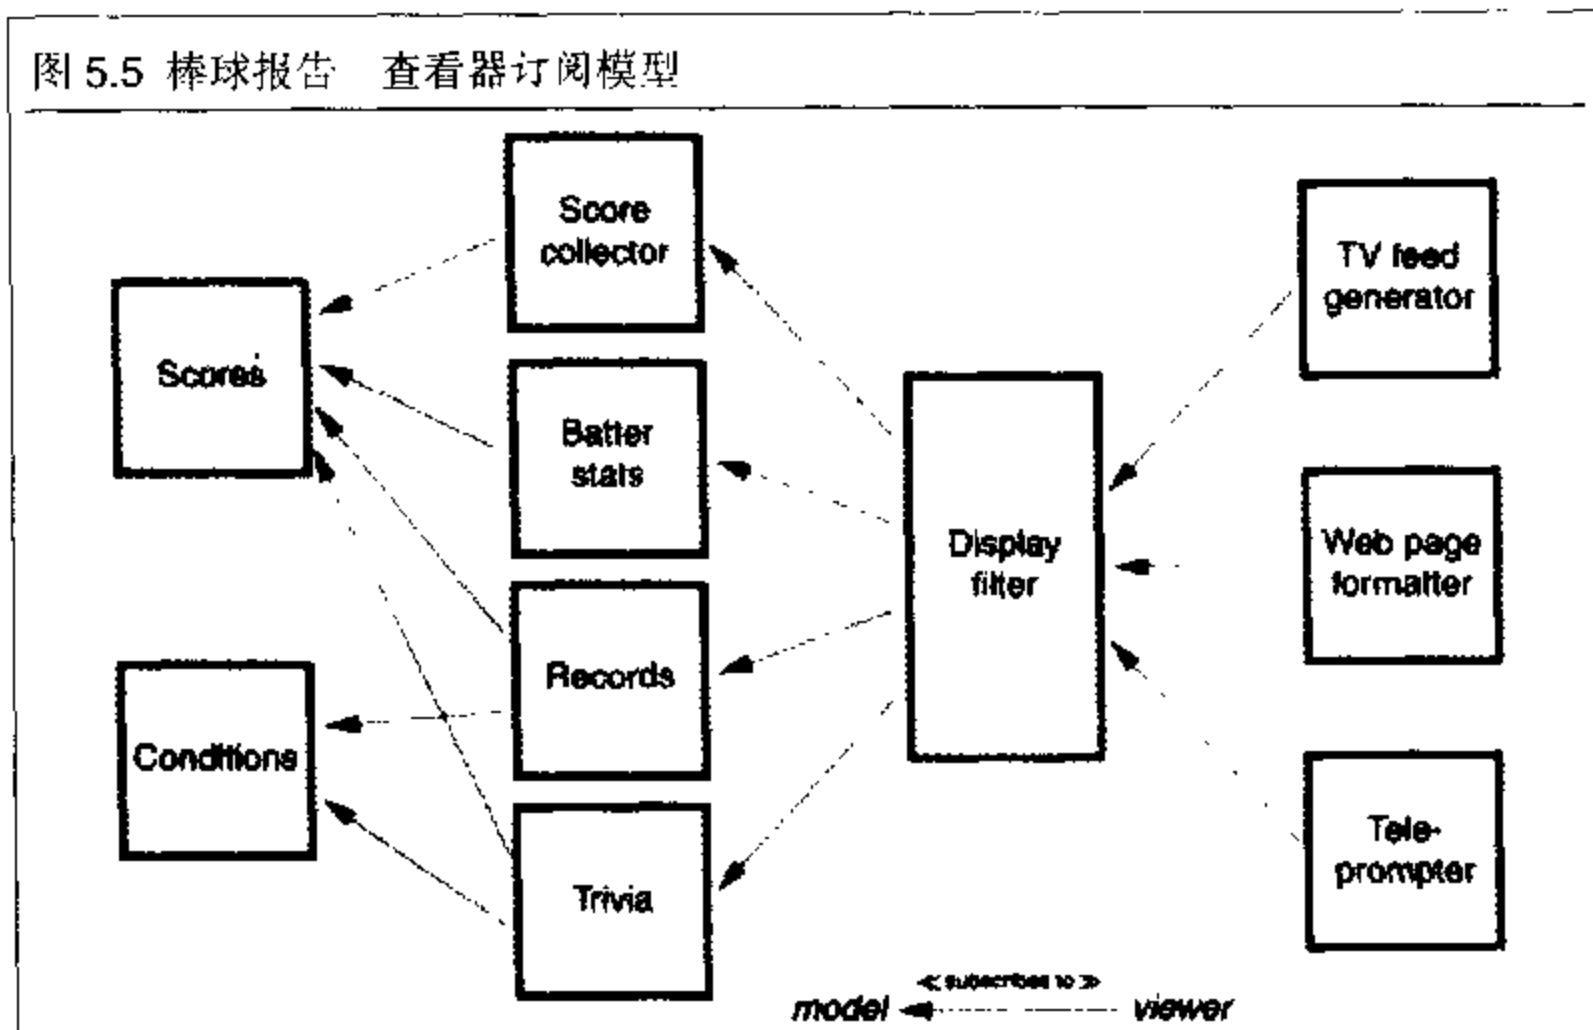 图 5.5 棒球报告 查看器订阅模型
Score
collector
TV feed
generator
Scores
Batter
stats
Display
filter
Web page
formatter
Records
Conditions
Trivia
Tele-
prompter
≪ subscribes to ≫
model
viewer